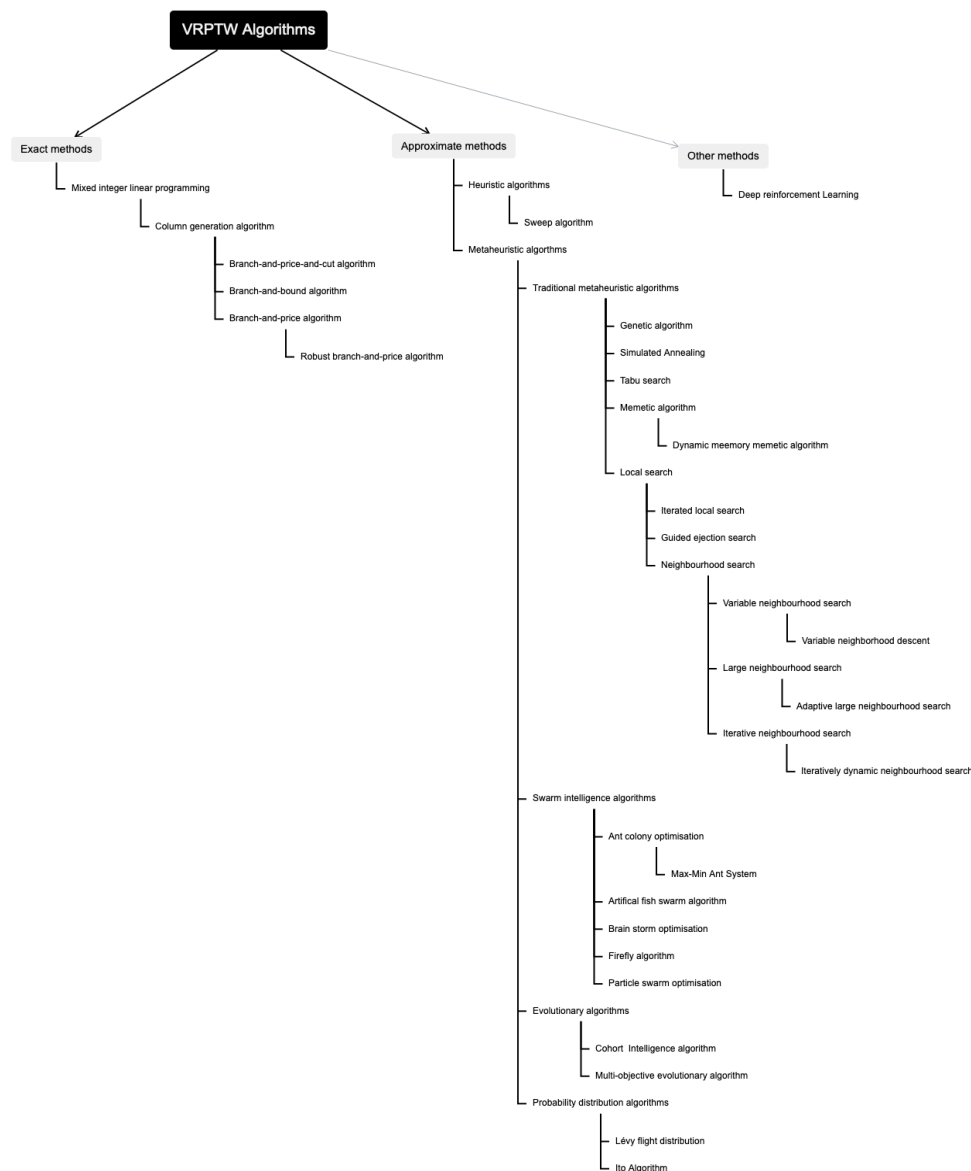 VRPTW Algorithms
Exact methods
Approximate methods
Other methods
Mixed integer linear programming
Column generation algorithm
Branch-and-price-and-cut algorithm
Branch-and-bound algorithm
Branch-and-price algorithm
Robust branch-and-price algorithm
Heuristic algorithms
Sweep algorithm
Metaheuristic algorthms
Traditional metaheuristic algorithms
Genetic algorithm
Simulated Annealing
Tabu search
Memetic algorithm
Dynamic meemory memetic algorithm
Local search
Iterated local search
Guided ejection search
Neighbourhood search
Variable neighbourhood search
Variable neighborhood descent
Large neighbourhood search
Adaptive large neighbourhood search
Iterative neighbourhood search
Iteratively dynamic neighbourhood search
Swarm intelligence algorithms
Ant colony optimisation
Max-Min Ant System
Artifical fish swarm algorithm
Brain storm optimisation
Firefly algorithm
Particle swarm optimisation
Evolutionary algorithms
Cohort Intelligence algorithm
Multi-objective evolutionary algorithm
Probability distribution algorithms
Lévy flight distribution
Ito Algorithm
Deep reinforcement Learning